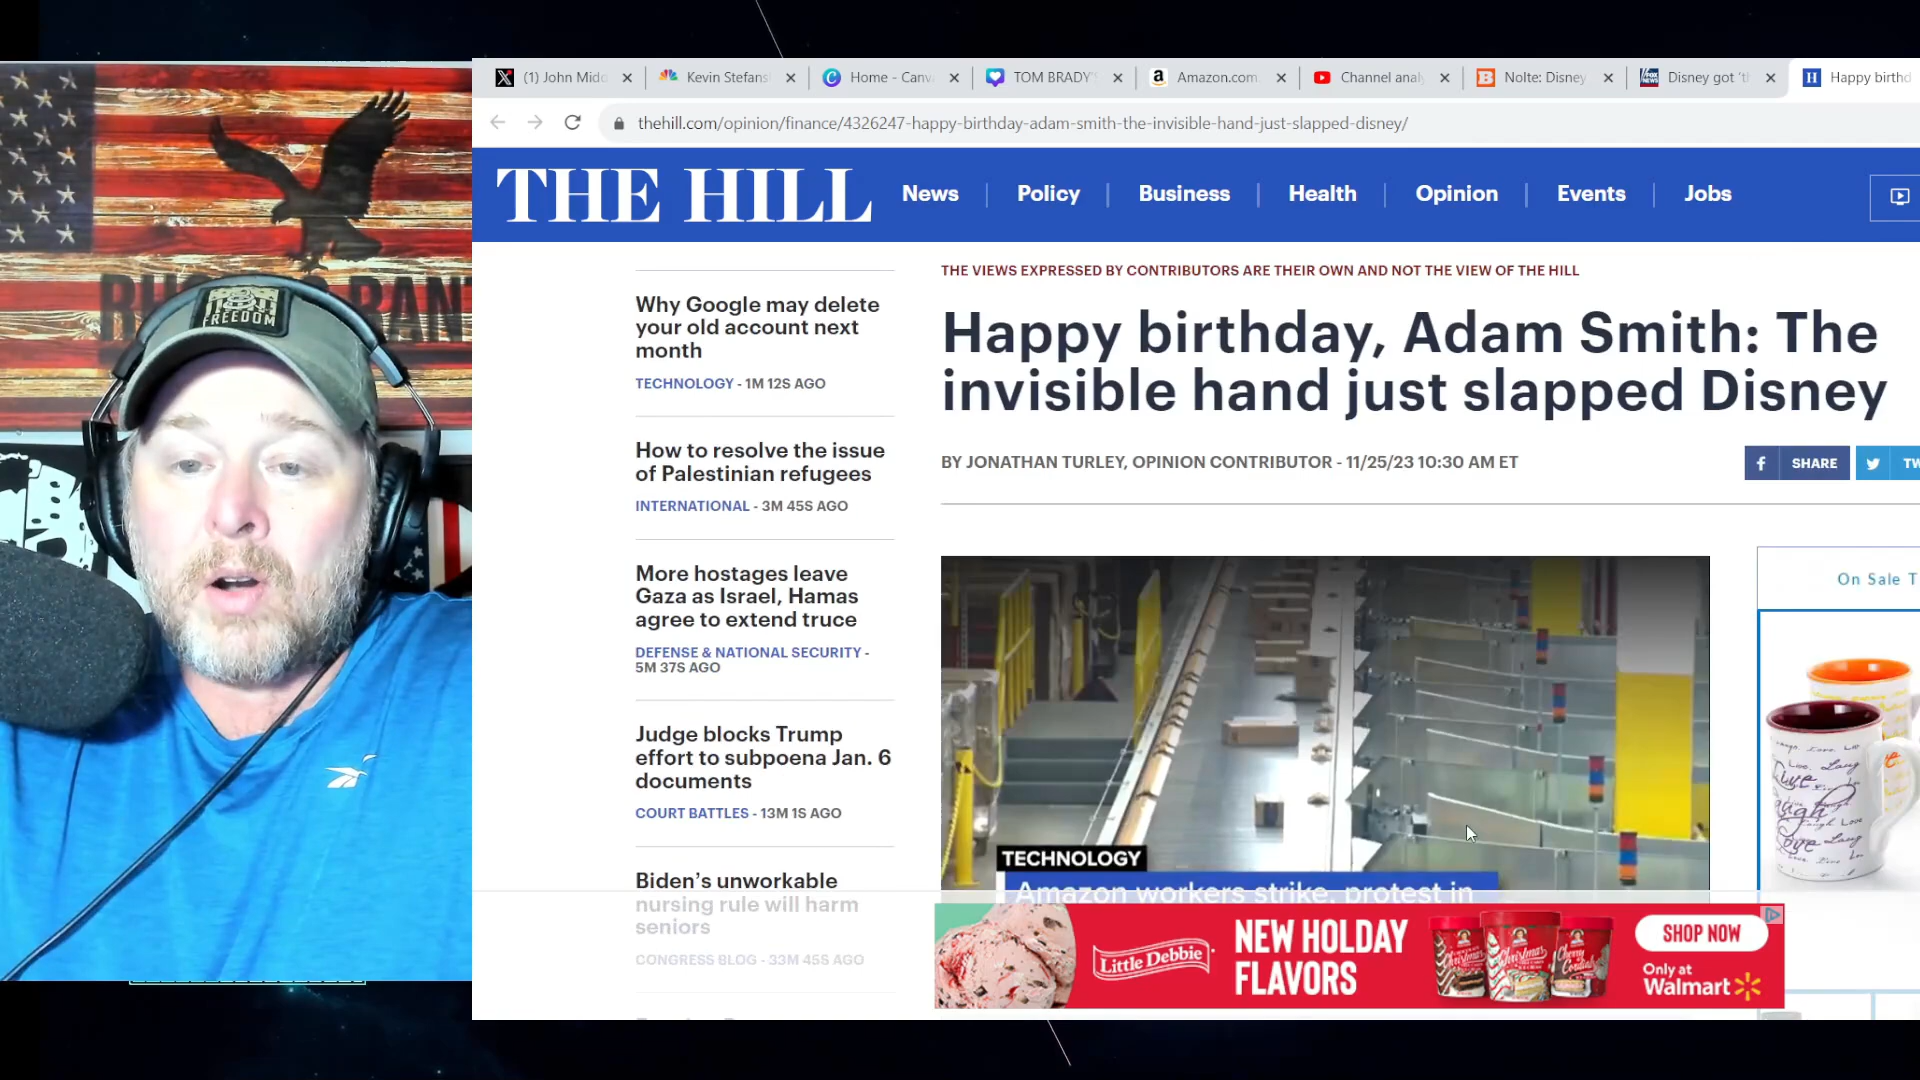 (1) John Midd
Kevin Stefans
Home - Canv
TOM BRADY'S
Amazon.com
Channel anal
Nolte: Disney
Disney got 'th
Happy birthd
thehill.com/opinion/finance/4326247-happy-birthday-adam-smith-the-invisible-hand-just-slapped-disney/
THE HILL
News
Policy
Business
Health
Opinion
Events
Jobs
FREEDOM
Why Google may delete
your old account next
month
TECHNOLOGY - 1M 12S AGO
How to resolve the issue
of Palestinian refugees
INTERNATIONAL - 3M 45S AGO
More hostages leave
Gaza as Israel, Hamas
agree to extend truce
DEFENSE & NATIONAL SECURITY -
5M 37S AGO
Judge blocks Trump
effort to subpoena Jan. 6
documents
COURT BATTLES - 13M 1S AGO
Biden's unworkable
nursing rule will harm
seniors
CONGRESS BLOG - 33M 45S AGO
THE VIEWS EXPRESSED BY CONTRIBUTORS ARE THEIR OWN AND NOT THE VIEW OF THE HILL
Happy birthday, Adam Smith: The
invisible hand just slapped Disney
BY JONATHAN TURLEY, OPINION CONTRIBUTOR - 11/25/23 10:30 AM ET
SHARE
TW
On Sale T
TECHNOLOGY
Amazon workers strike, protest in
Little Debbie
NEW HOLDAY
FLAVORS
SHOP NOW
Only at
Walmart